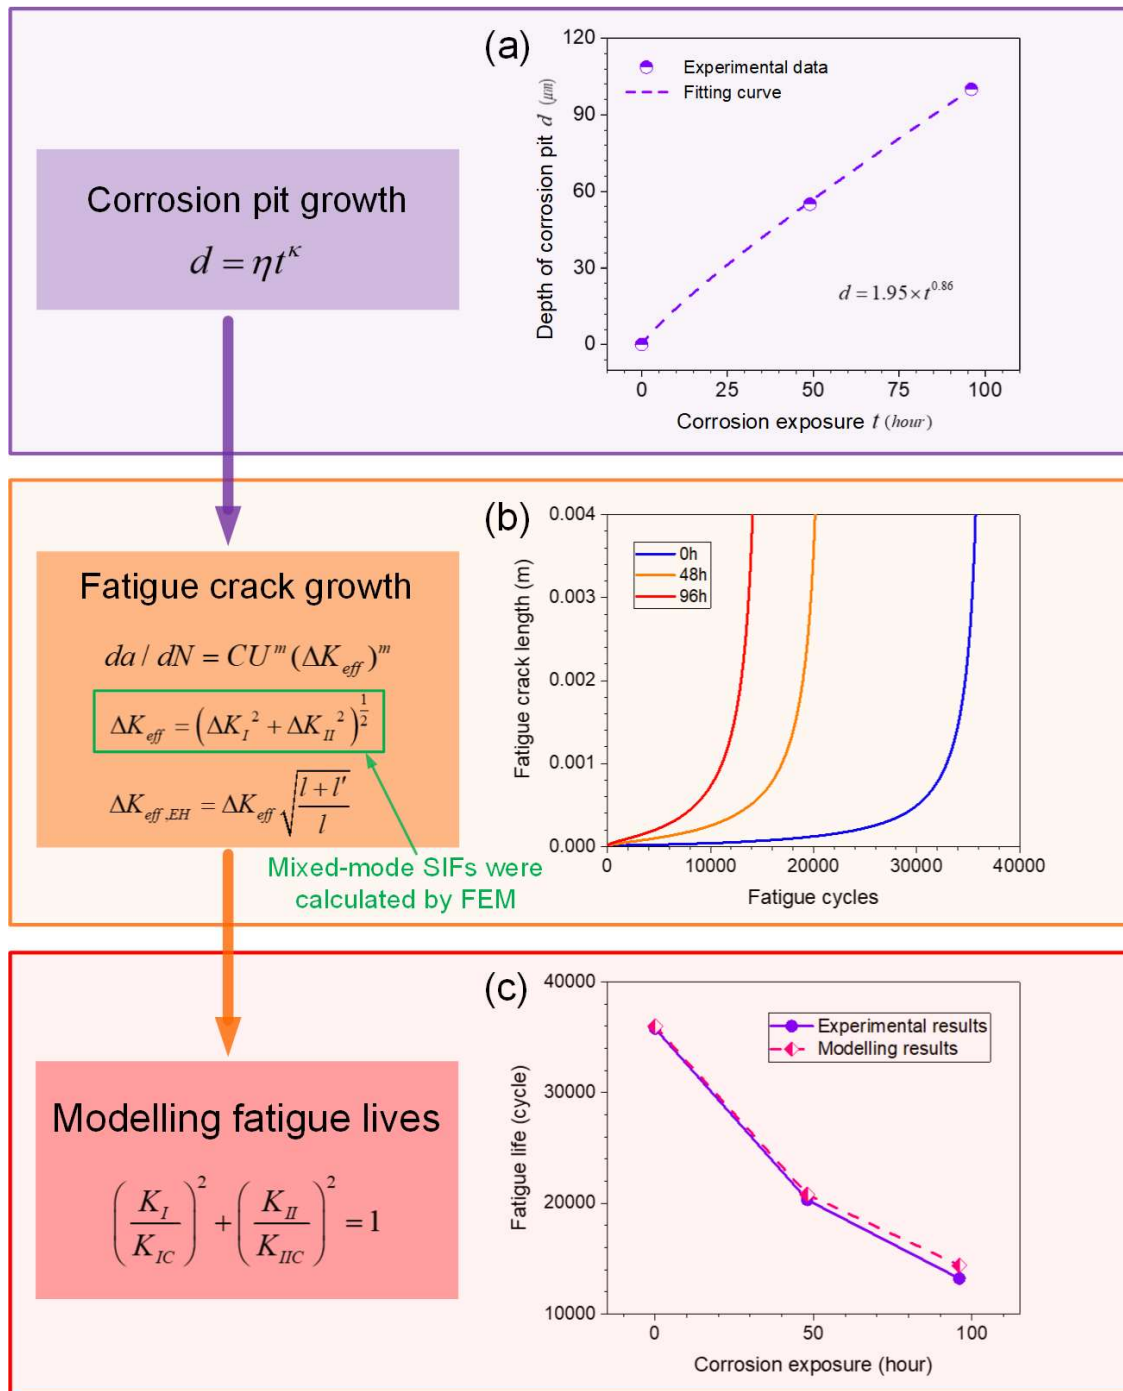 (a)
120
90
60
30
0
Depth of corrosion pit d (μm)
Experimental data
Fitting curve
d = 1.95 × t^0.86
0 25 50 75 100
Corrosion exposure t (hour)
Corrosion pit growth
d = ηt^κ
(b)
0.004
0.003
0.002
0.001
0.000
Fatigue crack length (m)
0h
48h
96h
0 10000 20000 30000 40000
Fatigue cycles
Fatigue crack growth
da / dN = CU^m (ΔK_eff)^m
ΔK_eff = (ΔK_I^2 + ΔK_II^2)^(1/2)
ΔK_eff,EH = ΔK_eff √((l + l′)/l)
Mixed-mode SIFs were
calculated by FEM
(c)
40000
30000
20000
10000
Fatigue life (cycle)
Experimental results
Modelling results
0 50 100
Corrosion exposure (hour)
Modelling fatigue lives
(K_I/K_IC)^2 + (K_II/K_IIC)^2 = 1